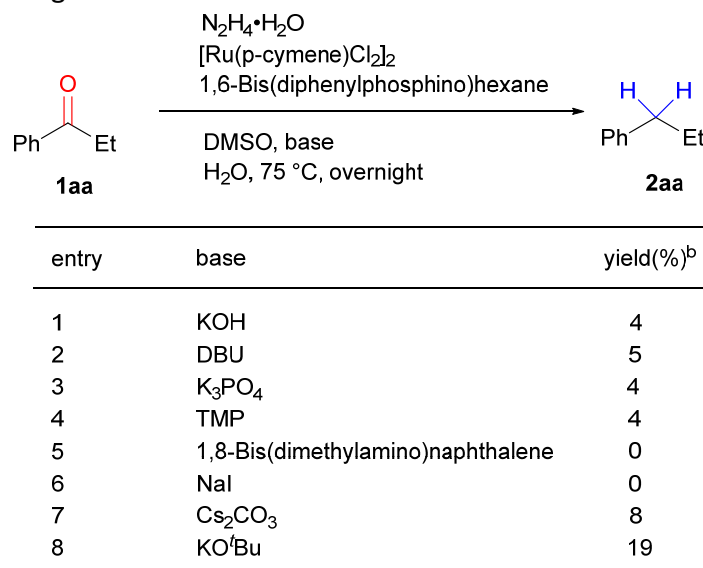 N₂H₄•H₂O
[Ru(p-cymene)Cl₂]₂
1,6-Bis(diphenylphosphino)hexane
O
H H
Ph Et
DMSO, base
Ph Et
H₂O, 75 °C, overnight
1aa
2aa
entry base yield(%)ᵇ
1 KOH 4
2 DBU 5
3 K₃PO₄ 4
4 TMP 4
5 1,8-Bis(dimethylamino)naphthalene 0
6 NaI 0
7 Cs₂CO₃ 8
8 KOᵗBu 19